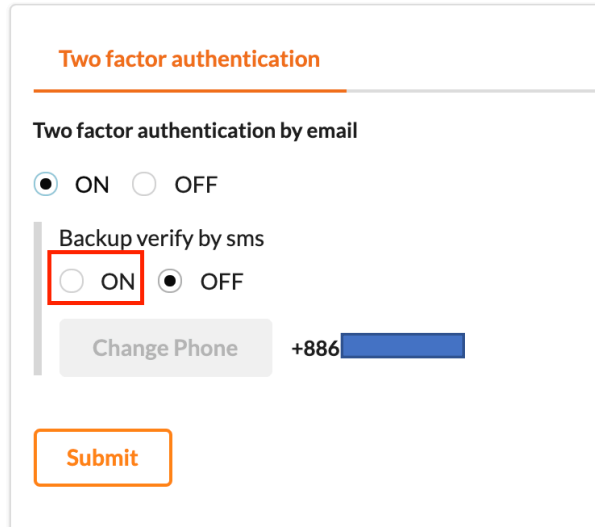 Two factor authentication
Two factor authentication by email
ON OFF
Backup verify by sms
ON OFF
Change Phone +886
Submit